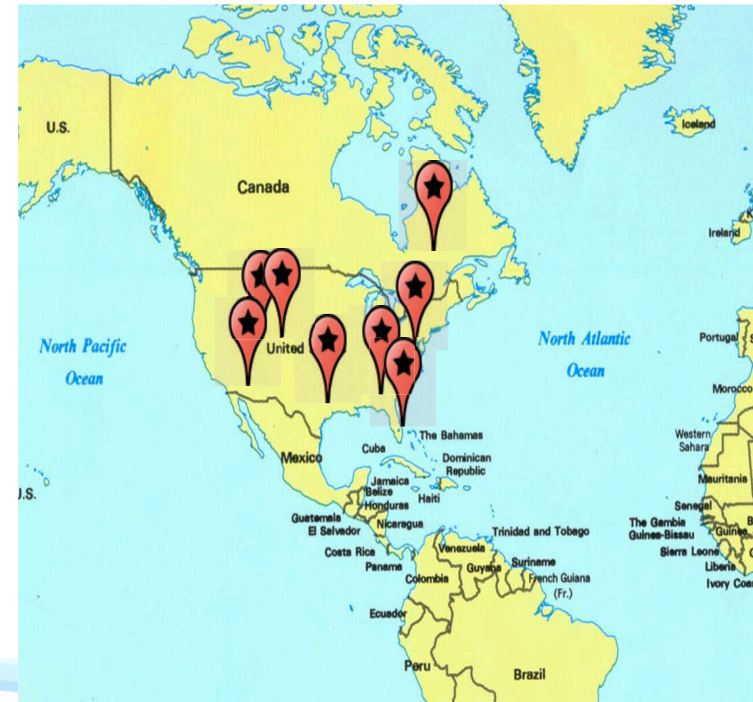 U.S.
Iceland
Canada
Ireland
North Pacific
Ocean
United
North Atlantic
Ocean
Portugal
Morocco
Western
Sahara
The Bahamas
Cuba
Mexico
Dominican
Republic
Mauritania
Jamaica
Belize
Haiti
Honduras
J.S.
Guatemala
El Salvador
Nicaragua
Senegal
The Gambia
Guinea-Bissau
Guinea
Trinidad and Tobago
Costa Rica
Panama
Venezuela
Guyana
Suriname
French Guiana
(Fr.)
Sierra Leone
Liberia
Ivory Coa
Colombia
Ecuador
Peru
Brazil